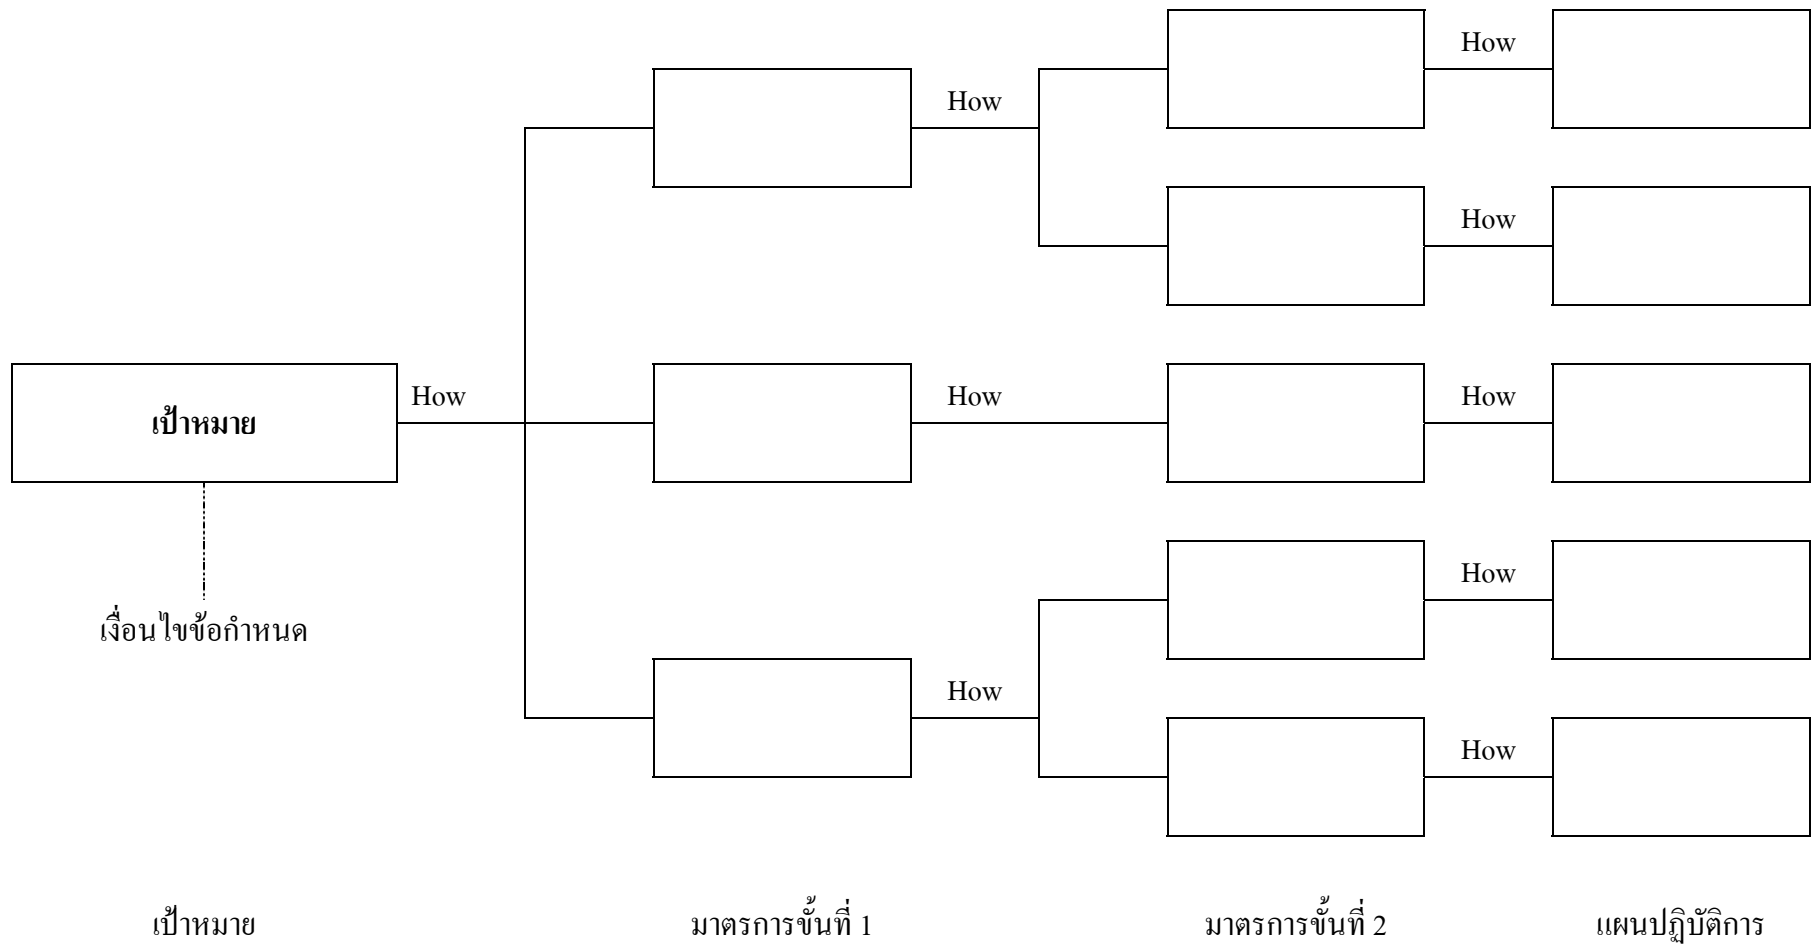 How
How
How
How
How
เป้าหมาย
How
How
How
เงื่อนไขข้อกำหนด
How
How
เป้าหมาย
มาตรการขั้นที่ 1
มาตรการขั้นที่ 2
แผนปฏิบัติการ